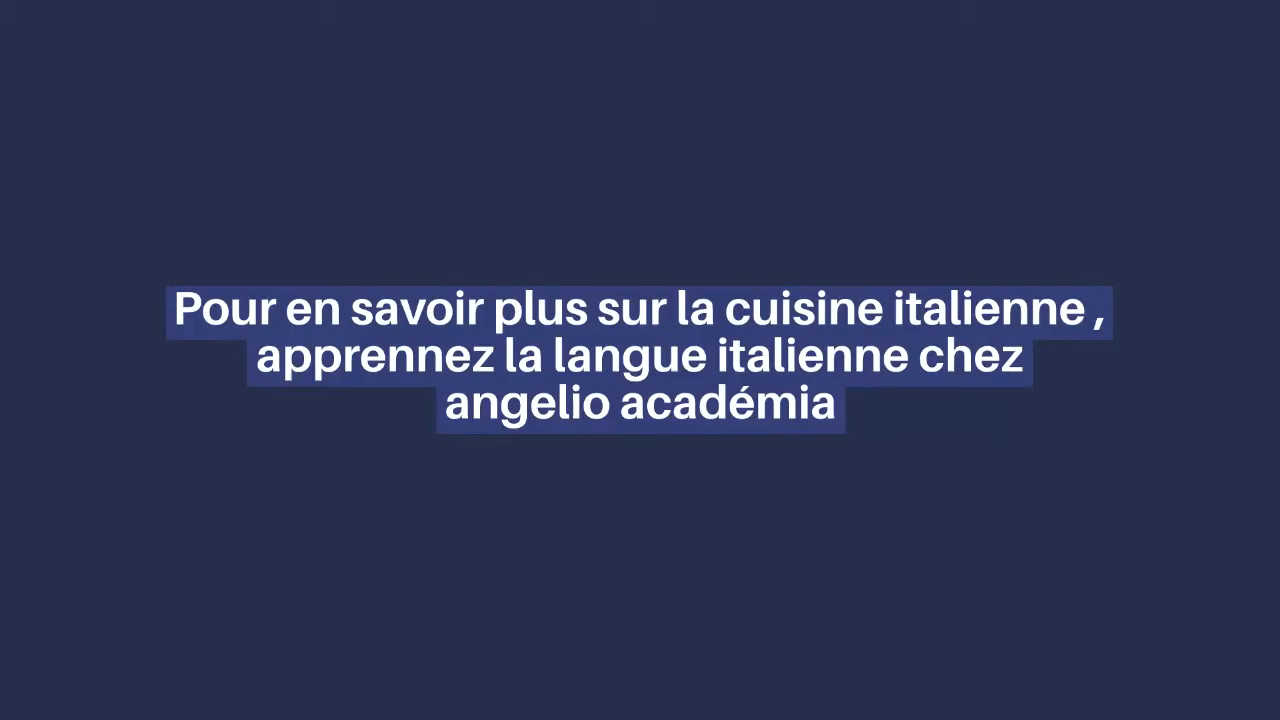 Pour en savoir plus sur la cuisine italienne ,
apprennez la langue italienne chez
angelio académia